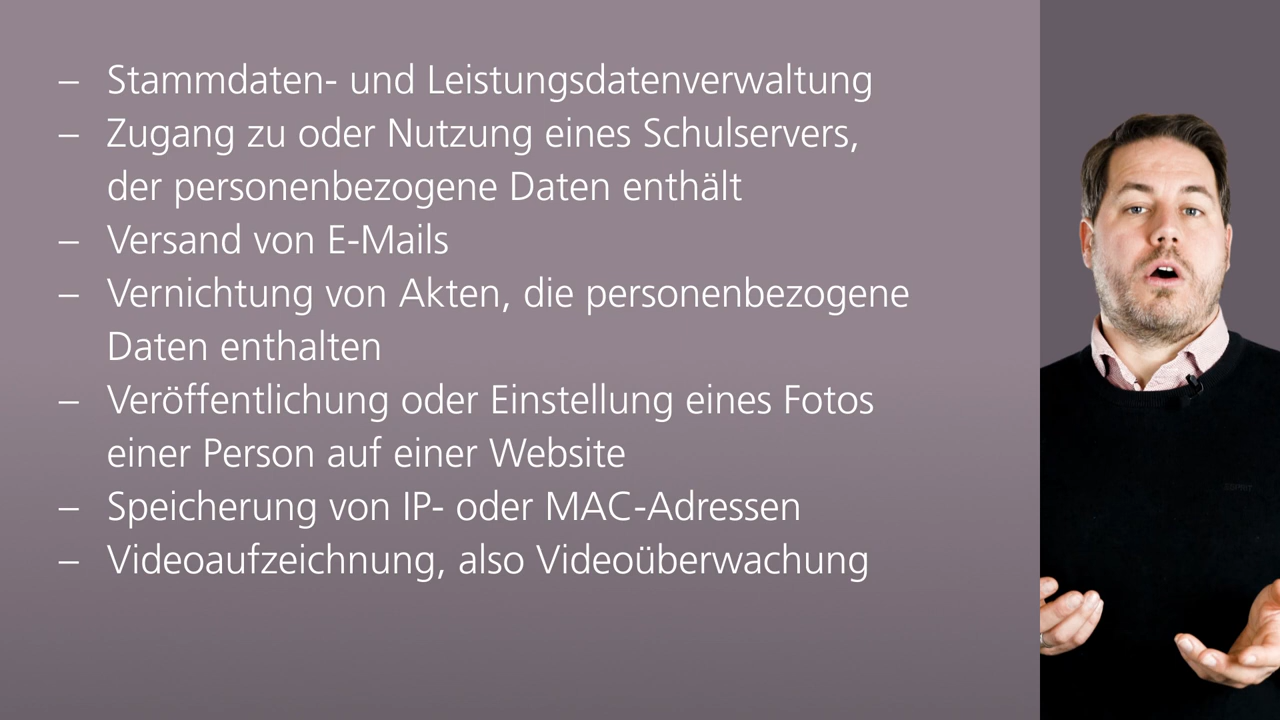 – Stammdaten- und Leistungsdatenverwaltung
– Zugang zu oder Nutzung eines Schulservers,
der personenbezogene Daten enthält
– Versand von E-Mails
– Vernichtung von Akten, die personenbezogene
Daten enthalten
– Veröffentlichung oder Einstellung eines Fotos
einer Person auf einer Website
– Speicherung von IP- oder MAC-Adressen
– Videoaufzeichnung, also Videoüberwachung